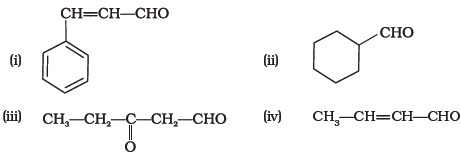 CH=CH—CHO
(i)
(ii)
CHO
(iii) CH₃—CH₂—C—CH₂—CHO
O
(iv) CH₃—CH=CH—CHO